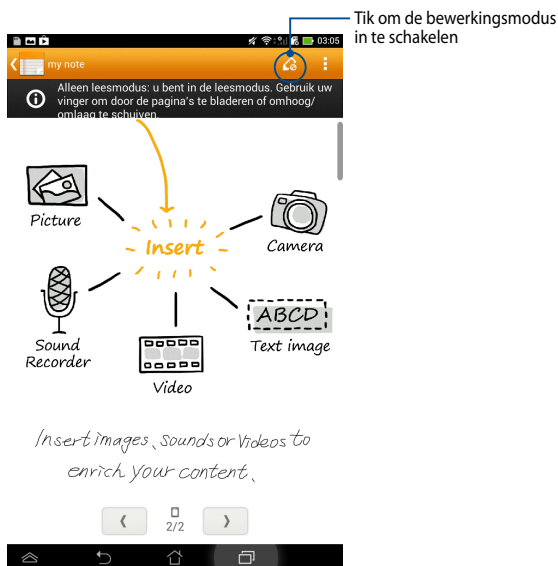 Tik om de bewerkingsmodus
in te schakelen
03:05
my note
Alleen leesmodus: u bent in de leesmodus. Gebruik uw
vinger om door de pagina's te bladeren of omhoog/
omlaag te schuiven.
Picture
Insert
Camera
Sound
Recorder
ABCD
Text image
Video
Insert images, sounds or Videos to
enrich your content.
2/2